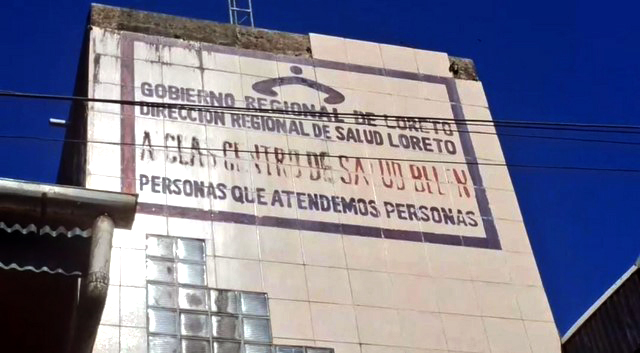 GOBIERNO REGIONAL DE LORETO
DIRECCION REGIONAL DE SALUD LORETO
CENTRO DE SALUD BELEN
PERSONAS QUE ATENDEMOS PERSONAS